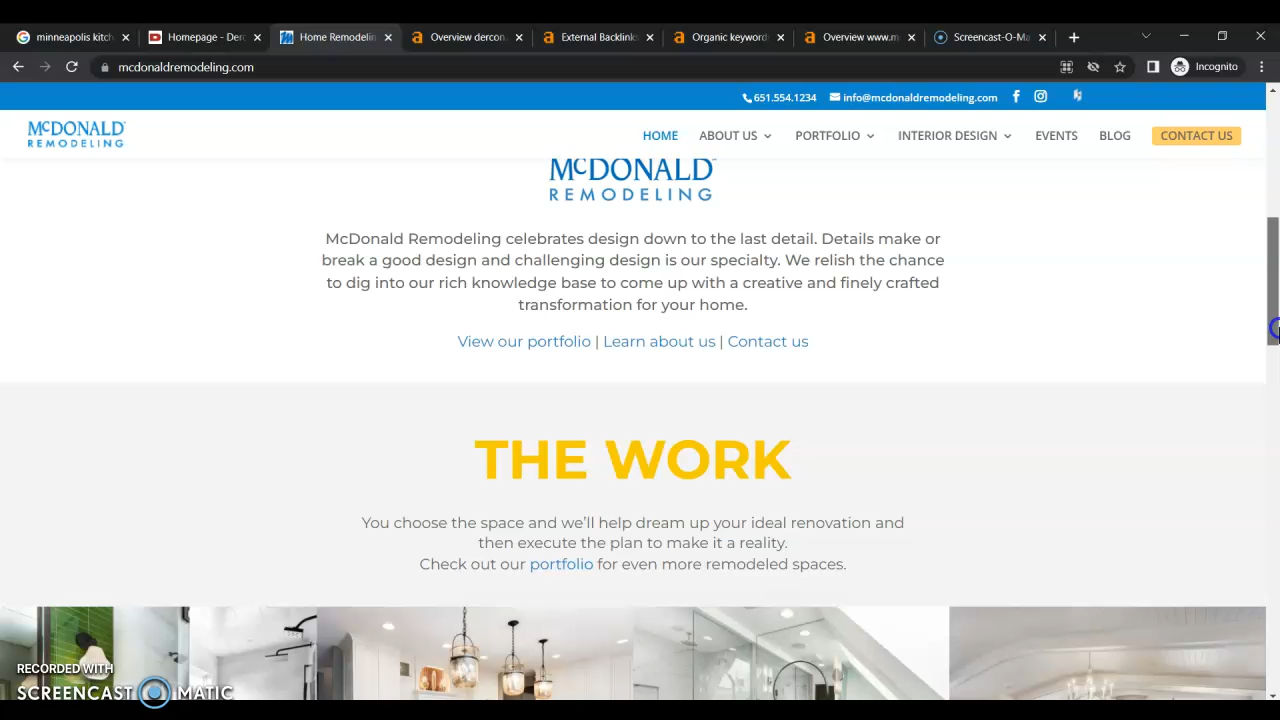 minneapolis kitch
Homepage - Derc
Home Remodelin
Overview dercon.
External Backlink
Organic keyword
Overview www.m
Screencast-O-Ma
mcdonaldremodeling.com
Incognito
651.554.1234
info@mcdonaldremodeling.com
McDONALD
REMODELING
HOME
ABOUT US
PORTFOLIO
INTERIOR DESIGN
EVENTS
BLOG
CONTACT US
McDONALD
REMODELING
McDonald Remodeling celebrates design down to the last detail. Details make or
break a good design and challenging design is our specialty. We relish the chance
to dig into our rich knowledge base to come up with a creative and finely crafted
transformation for your home.
View our portfolio | Learn about us | Contact us
THE WORK
You choose the space and we'll help dream up your ideal renovation and
then execute the plan to make it a reality.
Check out our portfolio for even more remodeled spaces.
RECORDED WITH
SCREENCAST MATIC